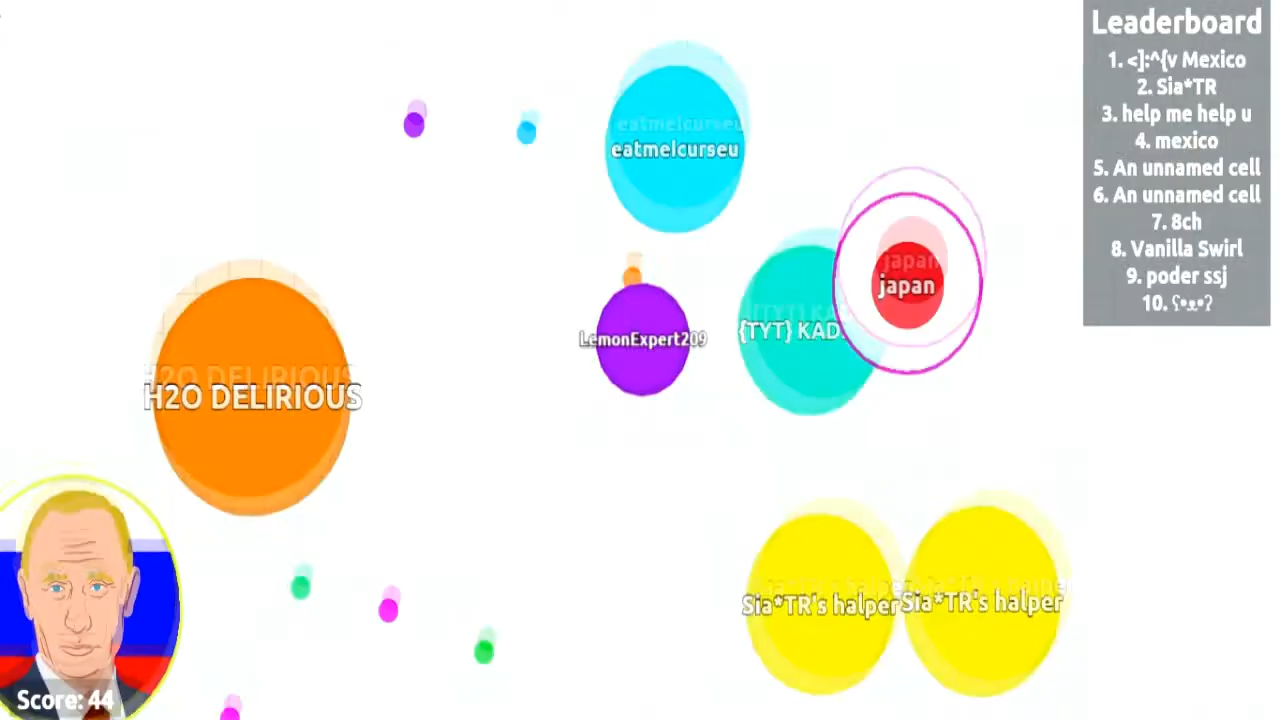 Leaderboard
1. <]:^{v Mexico
2. Sia*TR
3. help me help u
4. mexico
5. An unnamed cell
6. An unnamed cell
7. 8ch
8. Vanilla Swirl
9. poder ssj
10. ʕ•ᴥ•ʔ
eatmeIcurseu
japan
{TYT} KAD
LemonExpert209
H2O DELIRIOUS
Sia*TR's halper
Sia*TR's halper
Score: 44